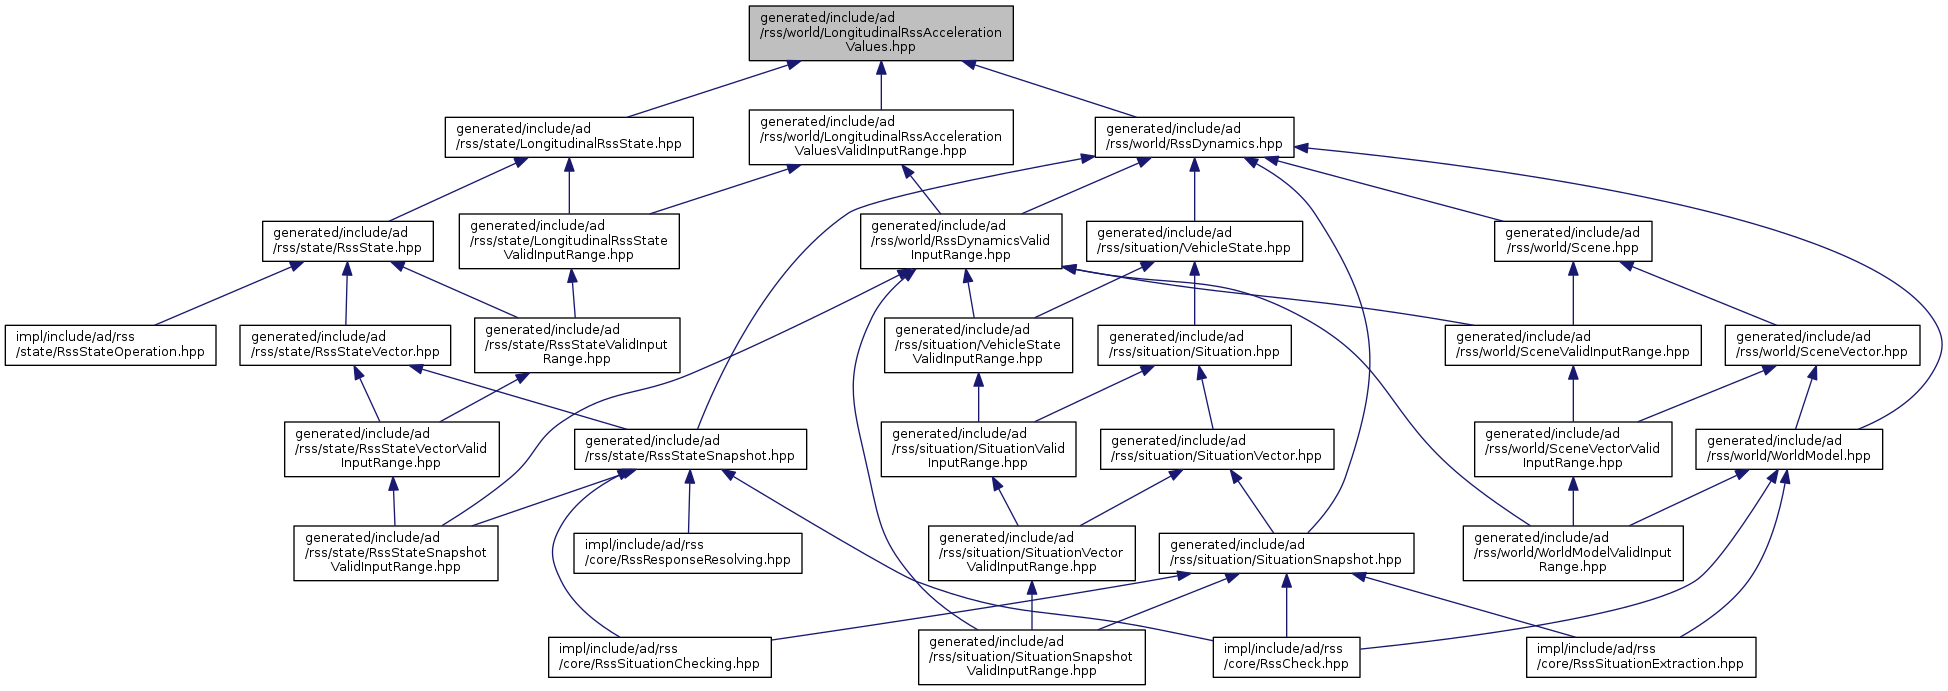 generated/include/ad
/rss/world/LongitudinalRssAcceleration
Values.hpp
generated/include/ad
/rss/state/LongitudinalRssState.hpp
generated/include/ad
/rss/world/LongitudinalRssAcceleration
ValuesValidInputRange.hpp
generated/include/ad
/rss/world/RssDynamics.hpp
generated/include/ad
/rss/state/RssState.hpp
generated/include/ad
/rss/state/LongitudinalRssState
ValidInputRange.hpp
generated/include/ad
/rss/world/RssDynamicsValid
InputRange.hpp
generated/include/ad
/rss/situation/VehicleState.hpp
generated/include/ad
/rss/world/Scene.hpp
impl/include/ad/rss
/state/RssStateOperation.hpp
generated/include/ad
/rss/state/RssStateVector.hpp
generated/include/ad
/rss/state/RssStateValidInput
Range.hpp
generated/include/ad
/rss/situation/VehicleState
ValidInputRange.hpp
generated/include/ad
/rss/situation/Situation.hpp
generated/include/ad
/rss/world/SceneValidInputRange.hpp
generated/include/ad
/rss/world/SceneVector.hpp
generated/include/ad
/rss/state/RssStateVectorValid
InputRange.hpp
generated/include/ad
/rss/state/RssStateSnapshot.hpp
generated/include/ad
/rss/situation/SituationValid
InputRange.hpp
generated/include/ad
/rss/situation/SituationVector.hpp
generated/include/ad
/rss/world/SceneVectorValid
InputRange.hpp
generated/include/ad
/rss/world/WorldModel.hpp
generated/include/ad
/rss/state/RssStateSnapshot
ValidInputRange.hpp
impl/include/ad/rss
/core/RssResponseResolving.hpp
generated/include/ad
/rss/situation/SituationVector
ValidInputRange.hpp
generated/include/ad
/rss/situation/SituationSnapshot.hpp
generated/include/ad
/rss/world/WorldModelValidInput
Range.hpp
impl/include/ad/rss
/core/RssSituationChecking.hpp
generated/include/ad
/rss/situation/SituationSnapshot
ValidInputRange.hpp
impl/include/ad/rss
/core/RssCheck.hpp
impl/include/ad/rss
/core/RssSituationExtraction.hpp